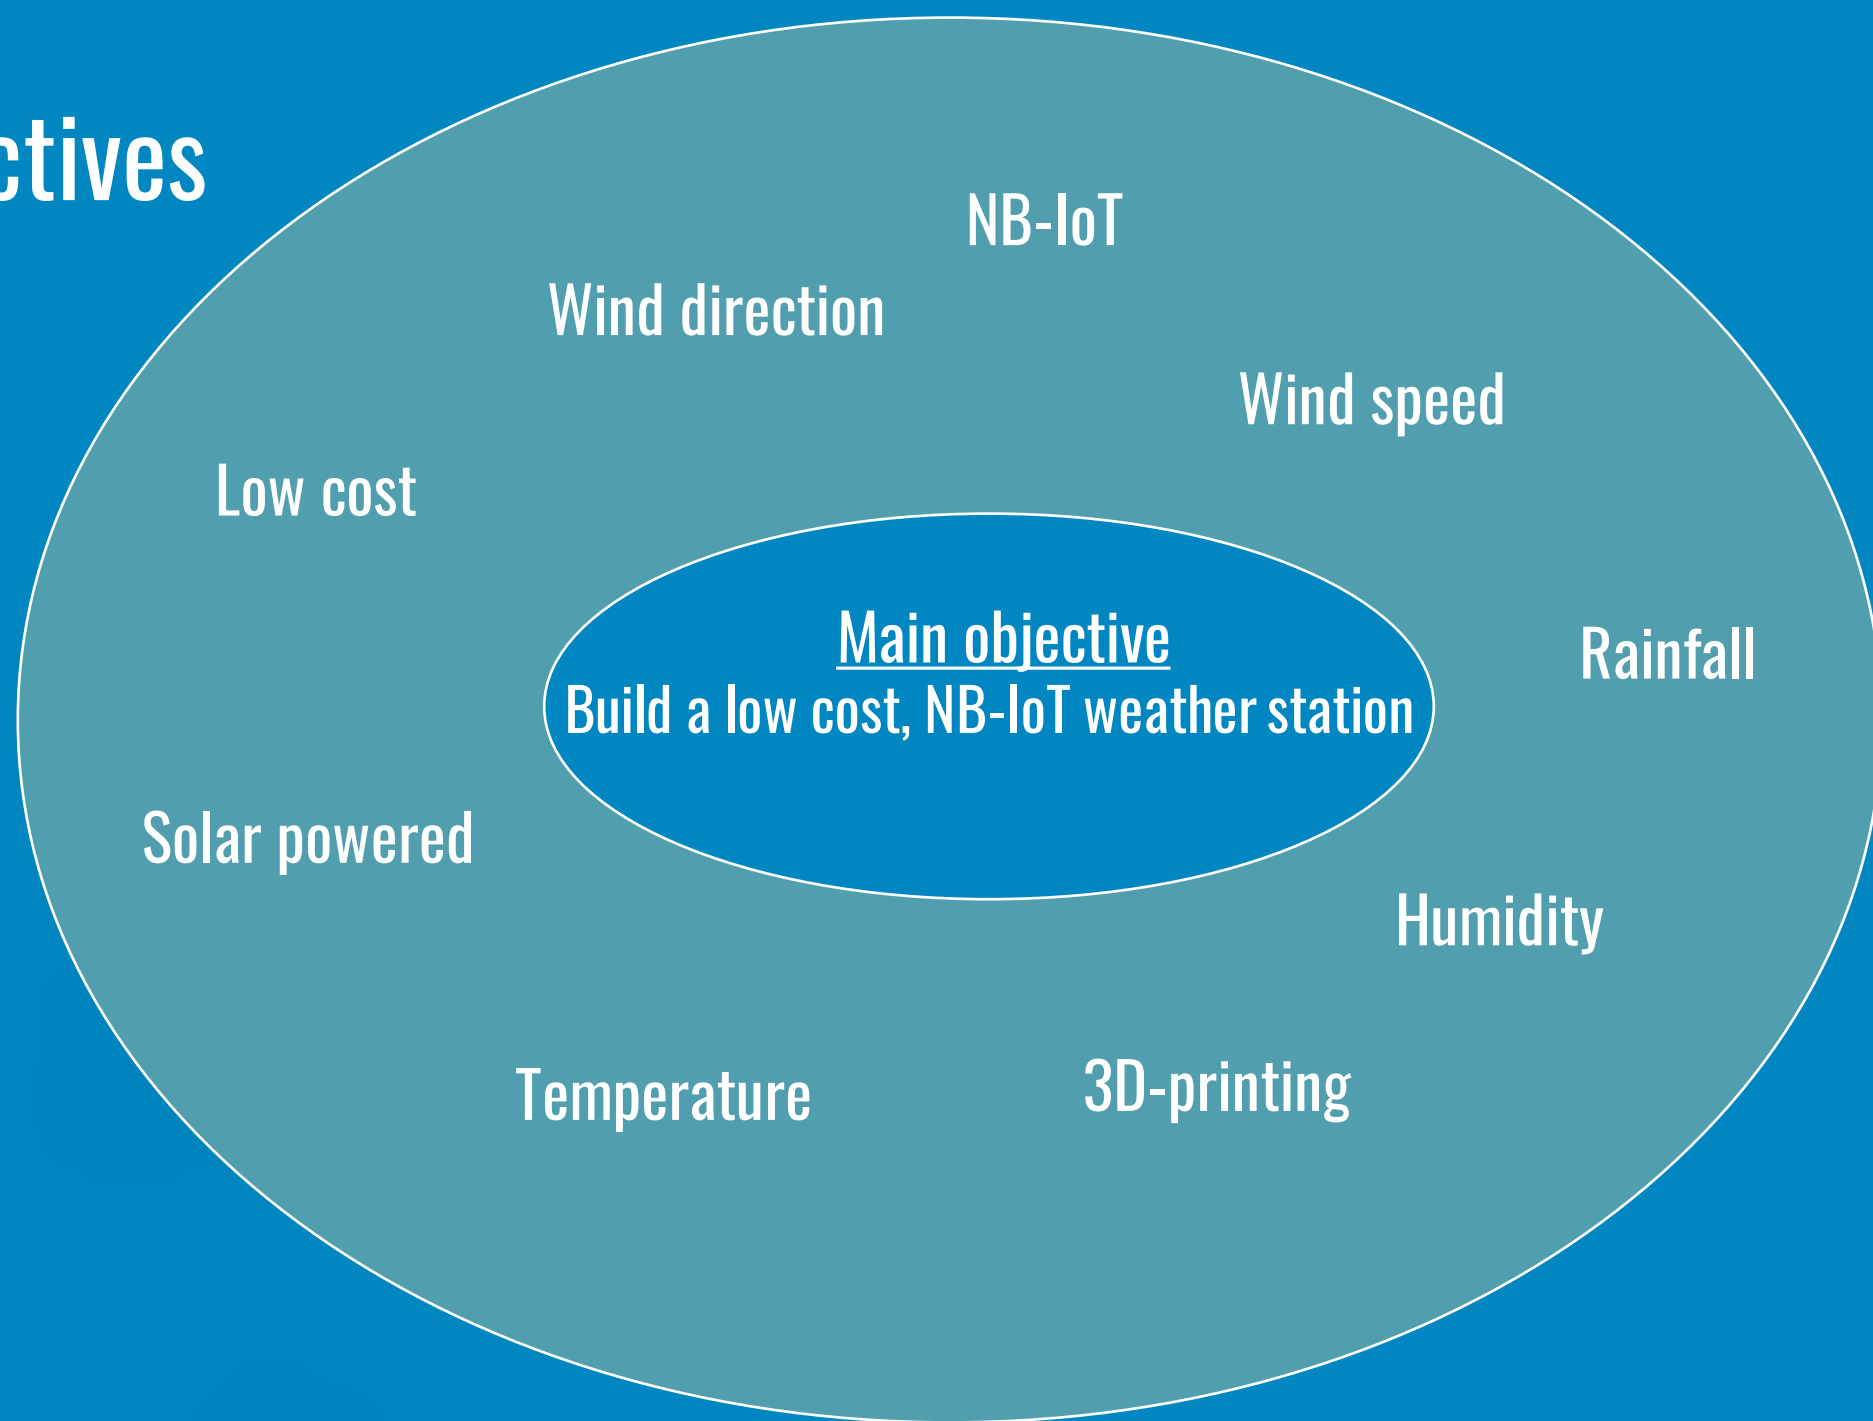 ctives
NB-IoT
Wind direction
Wind speed
Low cost
Main objective
Build a low cost, NB-IoT weather station
Rainfall
Solar powered
Humidity
3D-printing
Temperature